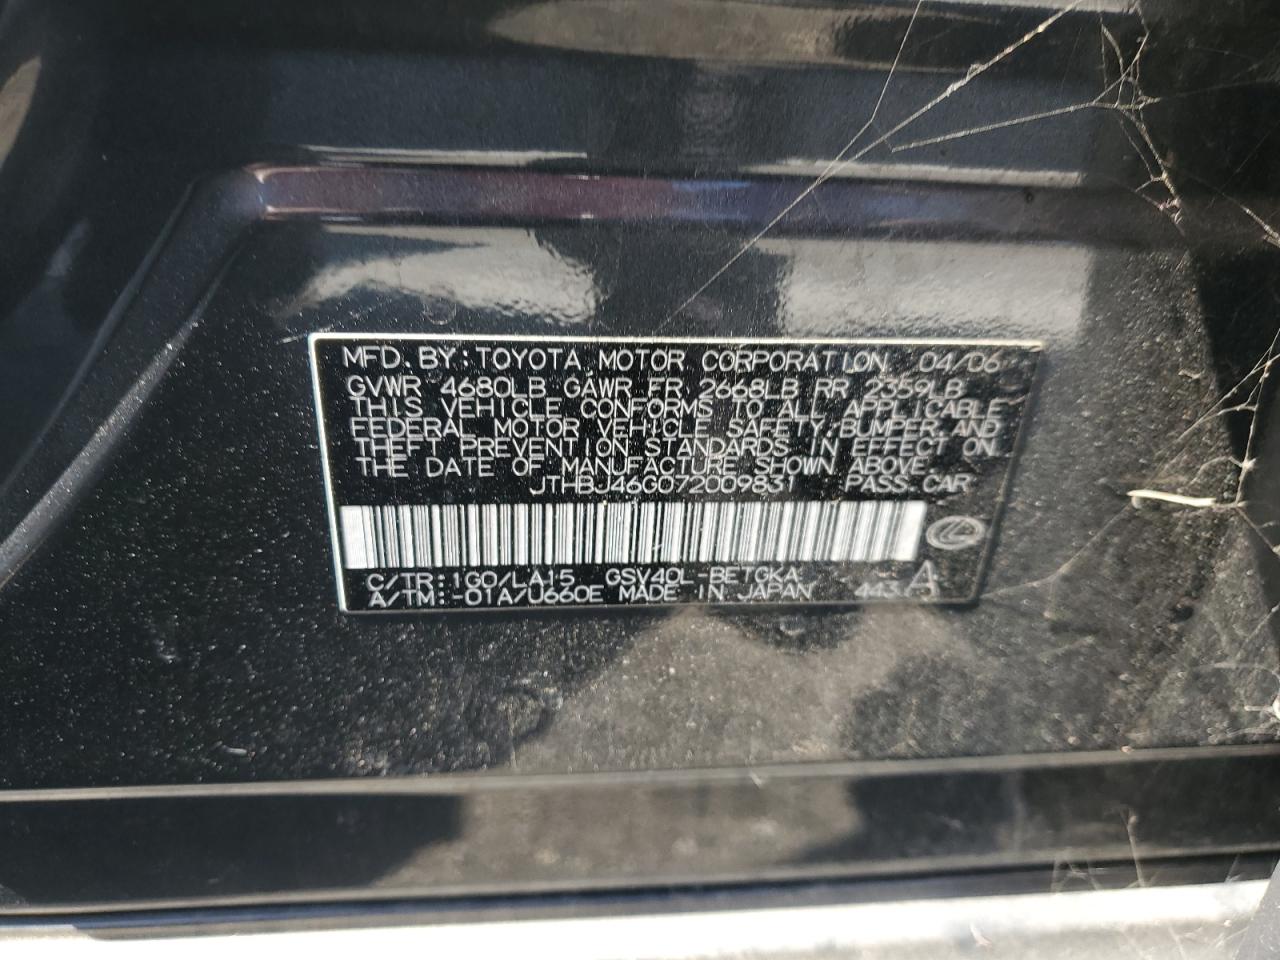 MFD. BY: TOYOTA MOTOR CORPORATION 04/06
GVWR 4680LB GAWR FR 2668LB RR 2359LB
THIS VEHICLE CONFORMS TO ALL APPLICABLE
FEDERAL MOTOR VEHICLE SAFETY, BUMPER AND
THEFT PREVENTION STANDARDS IN EFFECT ON
THE DATE OF MANUFACTURE SHOWN ABOVE.
JTHBJ46G072009831 PASS. CAR
C/TR: 1G0/LA15 GSV40L-BETGKA
A/TM: -01A/U660E MADE IN JAPAN A